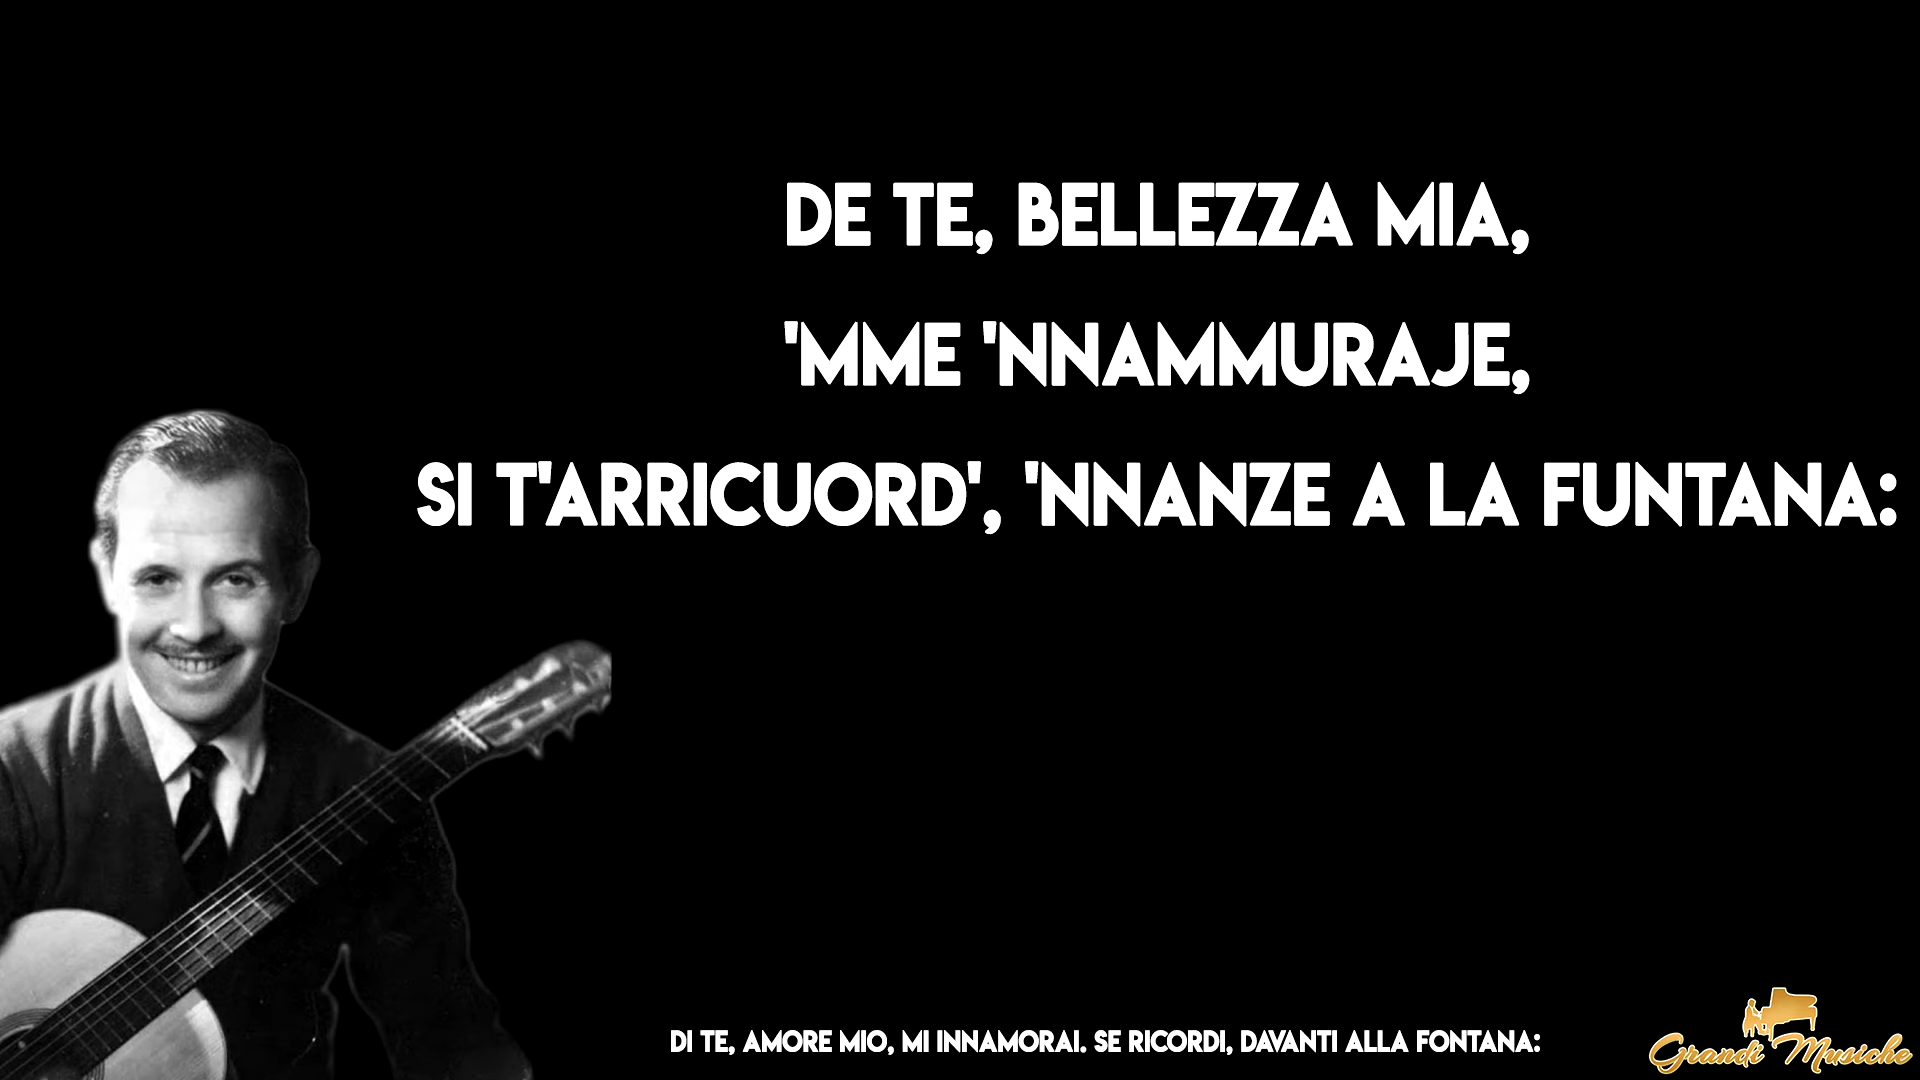 DE TE, BELLEZZA MIA,
'MME 'NNAMMURAJE,
SI T'ARRICUORD', 'NNANZE A LA FUNTANA:
DI TE, AMORE MIO, MI INNAMORAI. SE RICORDI, DAVANTI ALLA FONTANA:
Grandi Musiche